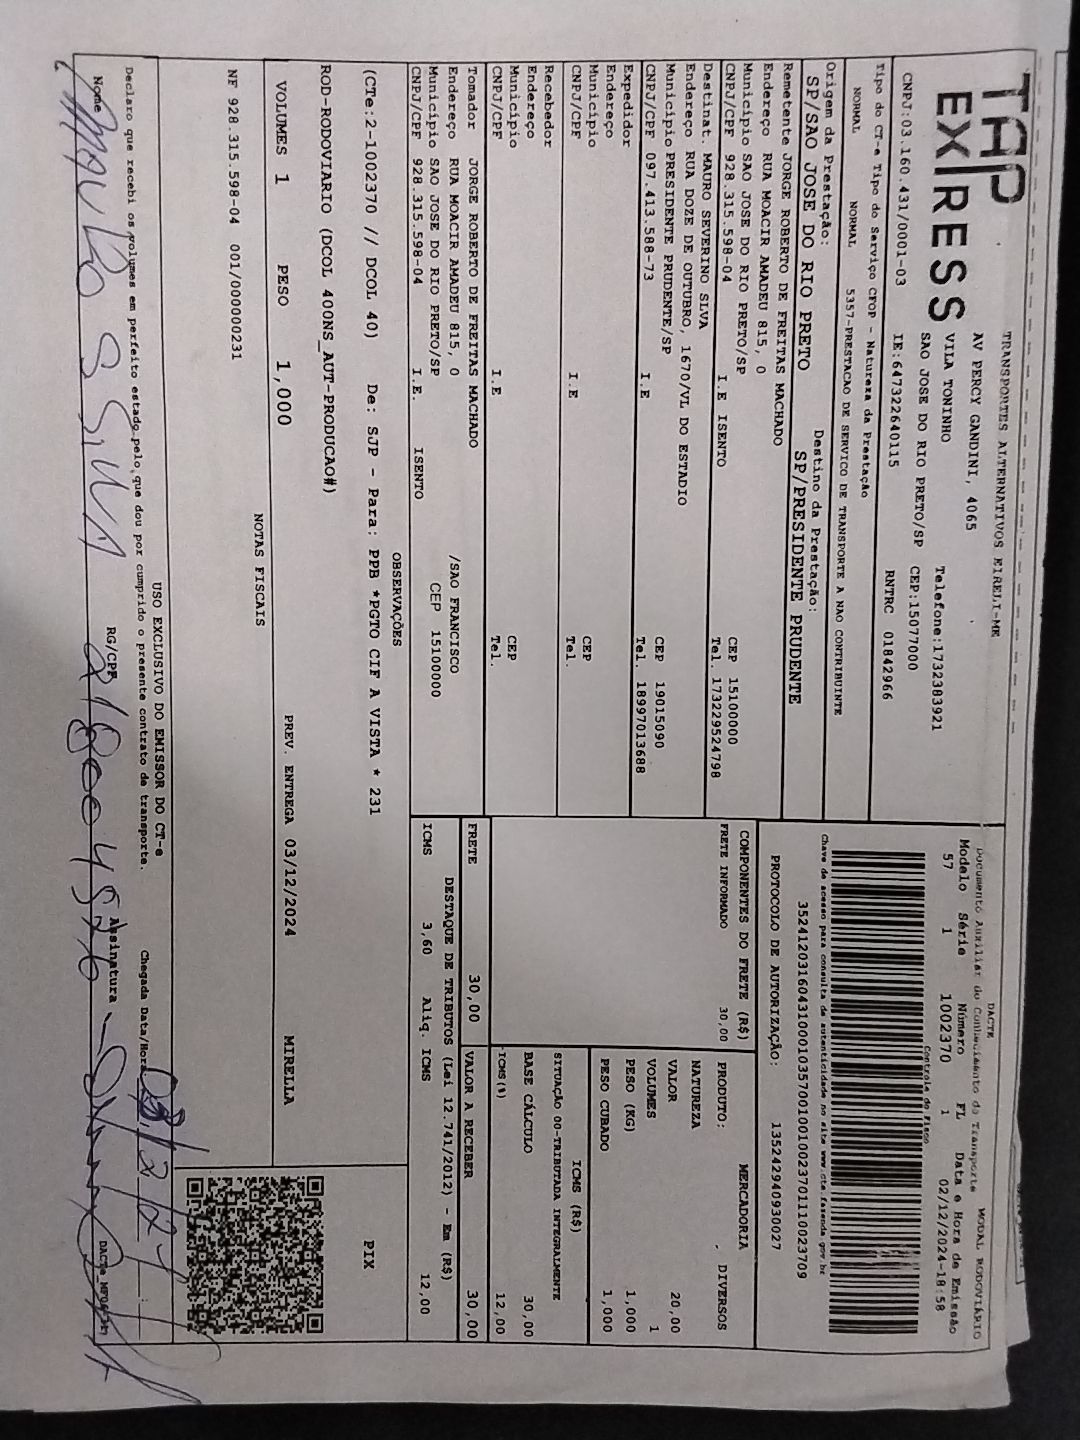 TAP
EXPRESS
TRANSPORTES ALTERNATIVOS EIRELI-ME
AV PERCY GANDINI, 4065
VILA TONINHO Telefone:1732383921
SAO JOSE DO RIO PRETO/SP CEP:15077000
CNPJ:03.160.431/0001-03 IE:647322640115 RNTRC 01842966
Tipo do CT-e Tipo do Serviço CFOP - Natureza da Prestação
NORMAL NORMAL 5357-PRESTACAO DE SERVICO DE TRANSPORTE A NAO CONTRIBUINTE
Origem da Prestação: Destino da Prestação:
SP/SAO JOSE DO RIO PRETO SP/PRESIDENTE PRUDENTE
DACTE
Documento Auxiliar do Conhecimento de Transporte MODAL RODOVIÁRIO
Modelo Série Número FL Data e Hora de Emissão
57 1 1002370 1 02/12/2024-18:58
Controle do Fisco
Chave de acesso para consulta de autenticidade no site www.cte.fazenda.gov.br
35241203160431000103570010010023701110023709
PROTOCOLO DE AUTORIZAÇÃO: 135242940930027
Remetente JORGE ROBERTO DE FREITAS MACHADO
Endereço RUA MOACIR AMADEU 815, 0
Município SAO JOSE DO RIO PRETO/SP CEP 15100000
CNPJ/CPF 928.315.598-04 I.E ISENTO Tel. 173229524798
Destinat. MAURO SEVERINO SLVA
Endereço RUA DOZE DE OUTUBRO, 1670/VL DO ESTADIO
Município PRESIDENTE PRUDENTE/SP CEP 19015090
CNPJ/CPF 097.413.588-73 I.E Tel. 18997013688
Expedidor
Endereço
Município CEP
CNPJ/CPF I.E Tel.
Recebedor
Endereço
Município CEP
CNPJ/CPF I.E Tel.
Tomador JORGE ROBERTO DE FREITAS MACHADO
Endereço RUA MOACIR AMADEU 815, 0 /SAO FRANCISCO
Município SAO JOSE DO RIO PRETO/SP CEP 15100000
CNPJ/CPF 928.315.598-04 I.E. ISENTO
COMPONENTES DO FRETE (R$)
FRETE INFORMADO 30,00
FRETE 30,00
MERCADORIA
PRODUTO: , DIVERSOS
NATUREZA
VALOR 20,00
VOLUMES 1
PESO (KG) 1,000
PESO CUBADO 1,000
ICMS (R$)
SITUAÇÃO 00-TRIBUTADA INTEGRALMENTE
BASE CÁLCULO 30,00
ICMS(%) 12,00
VALOR A RECEBER 30,00
DESTAQUE DE TRIBUTOS (Lei 12.741/2012) - Em (R$)
ICMS 3,60 Aliq. ICMS 12,00
OBSERVAÇÕES
(CTe:2-1002370 // DCOL 40) De: SJP - Para: PPB *PGTO CIF A VISTA * 231
ROD-RODOVIARIO (DCOL 400NS_AUT-PRODUCAO#)
PIX
VOLUMES 1 PESO 1,000 PREV. ENTREGA 03/12/2024 MIRELLA
NOTAS FISCAIS
NF 928.315.598-04 001/000000231
USO EXCLUSIVO DO EMISSOR DO CT-e
Declaro que recebi os volumes em perfeito estado pelo que dou por cumprido o presente contrato de transporte.
Chegada Data/Hora 03/12/24
Nome MAURO S SILVA RG/CPF Assinatura